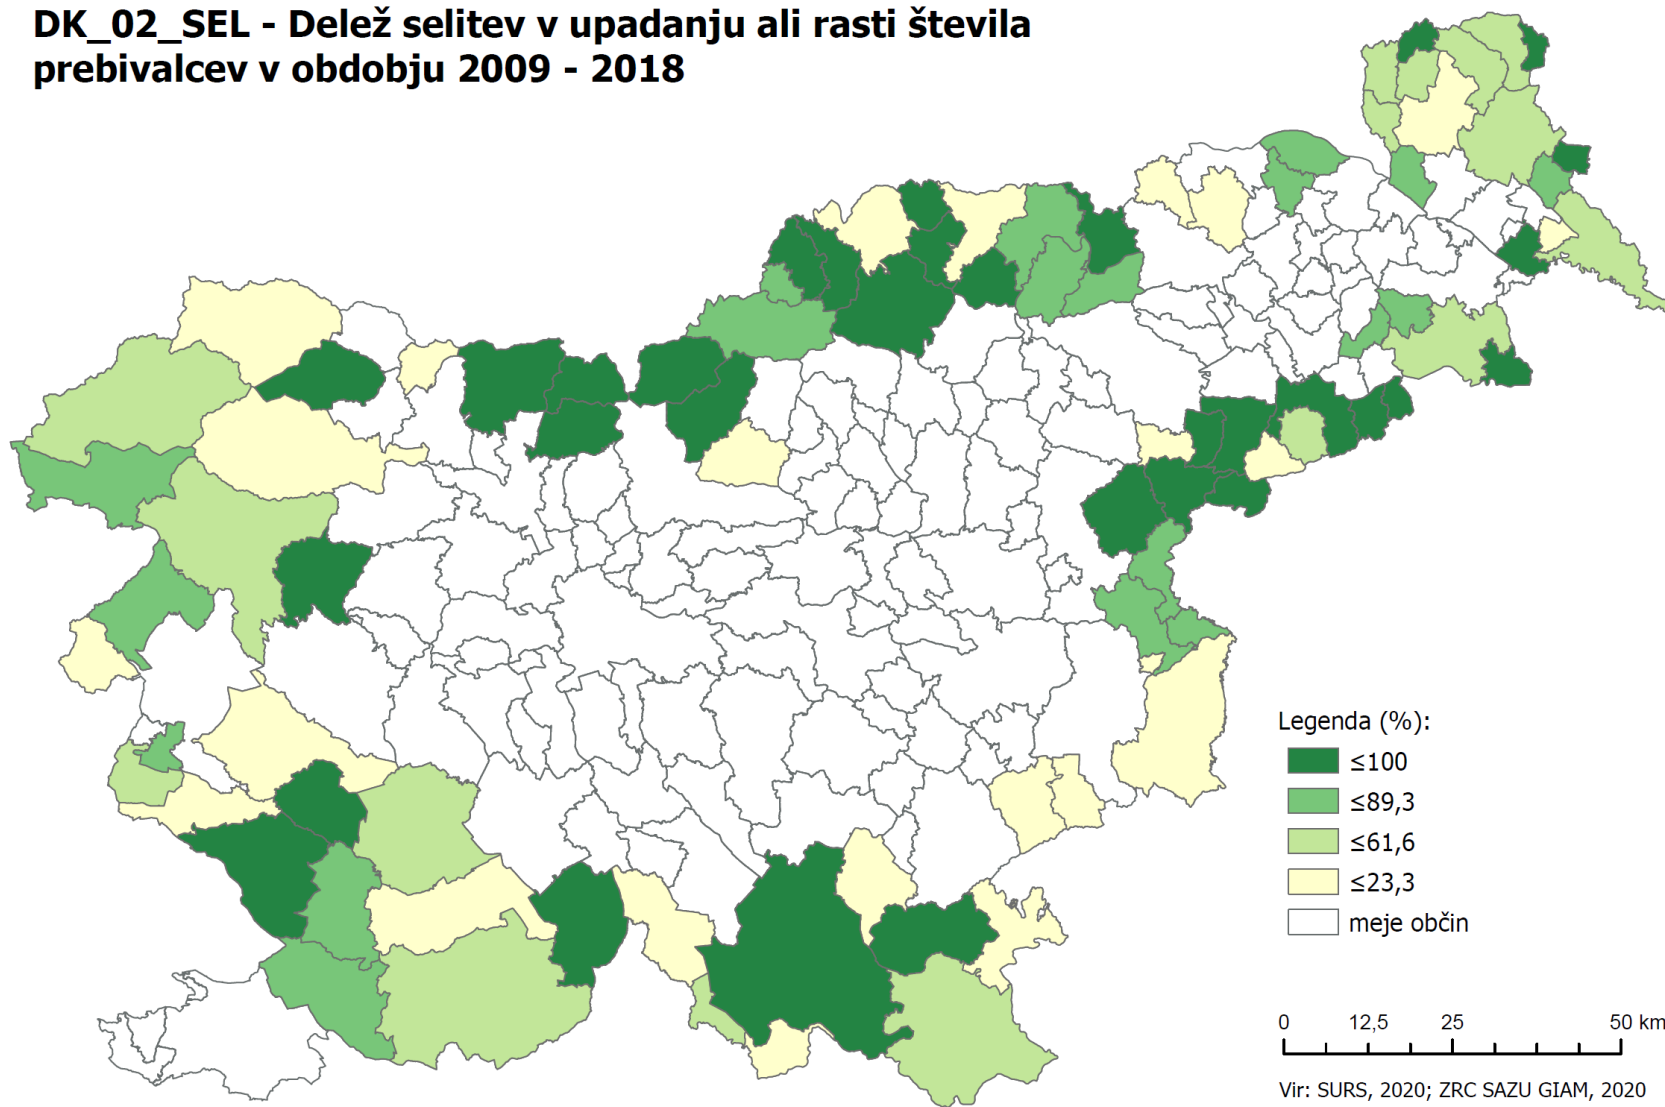 DK_02_SEL - Delež selitev v upadanju ali rasti števila
prebivalcev v obdobju 2009 - 2018
Legenda (%):
≤100
≤89,3
≤61,6
≤23,3
meje občin
0 12,5 25 50 km
Vir: SURS, 2020; ZRC SAZU GIAM, 2020